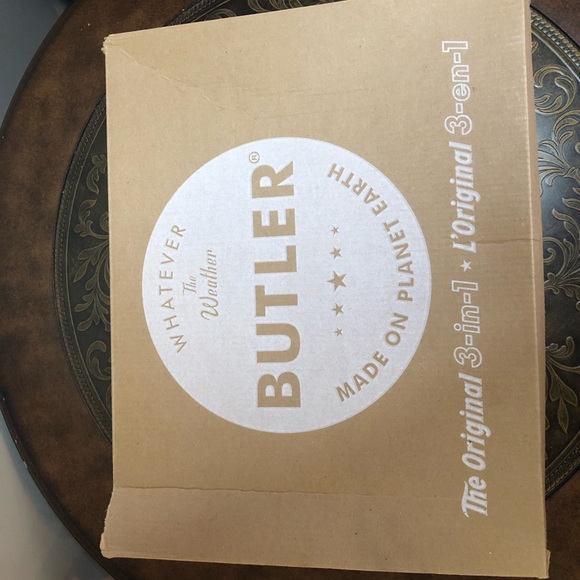 WHATEVER
The
Weather
BUTLER®
★ ★ ★ ★ ★
MADE ON PLANET EARTH
The Original 3-in-1 ★ L'Original 3-en-1